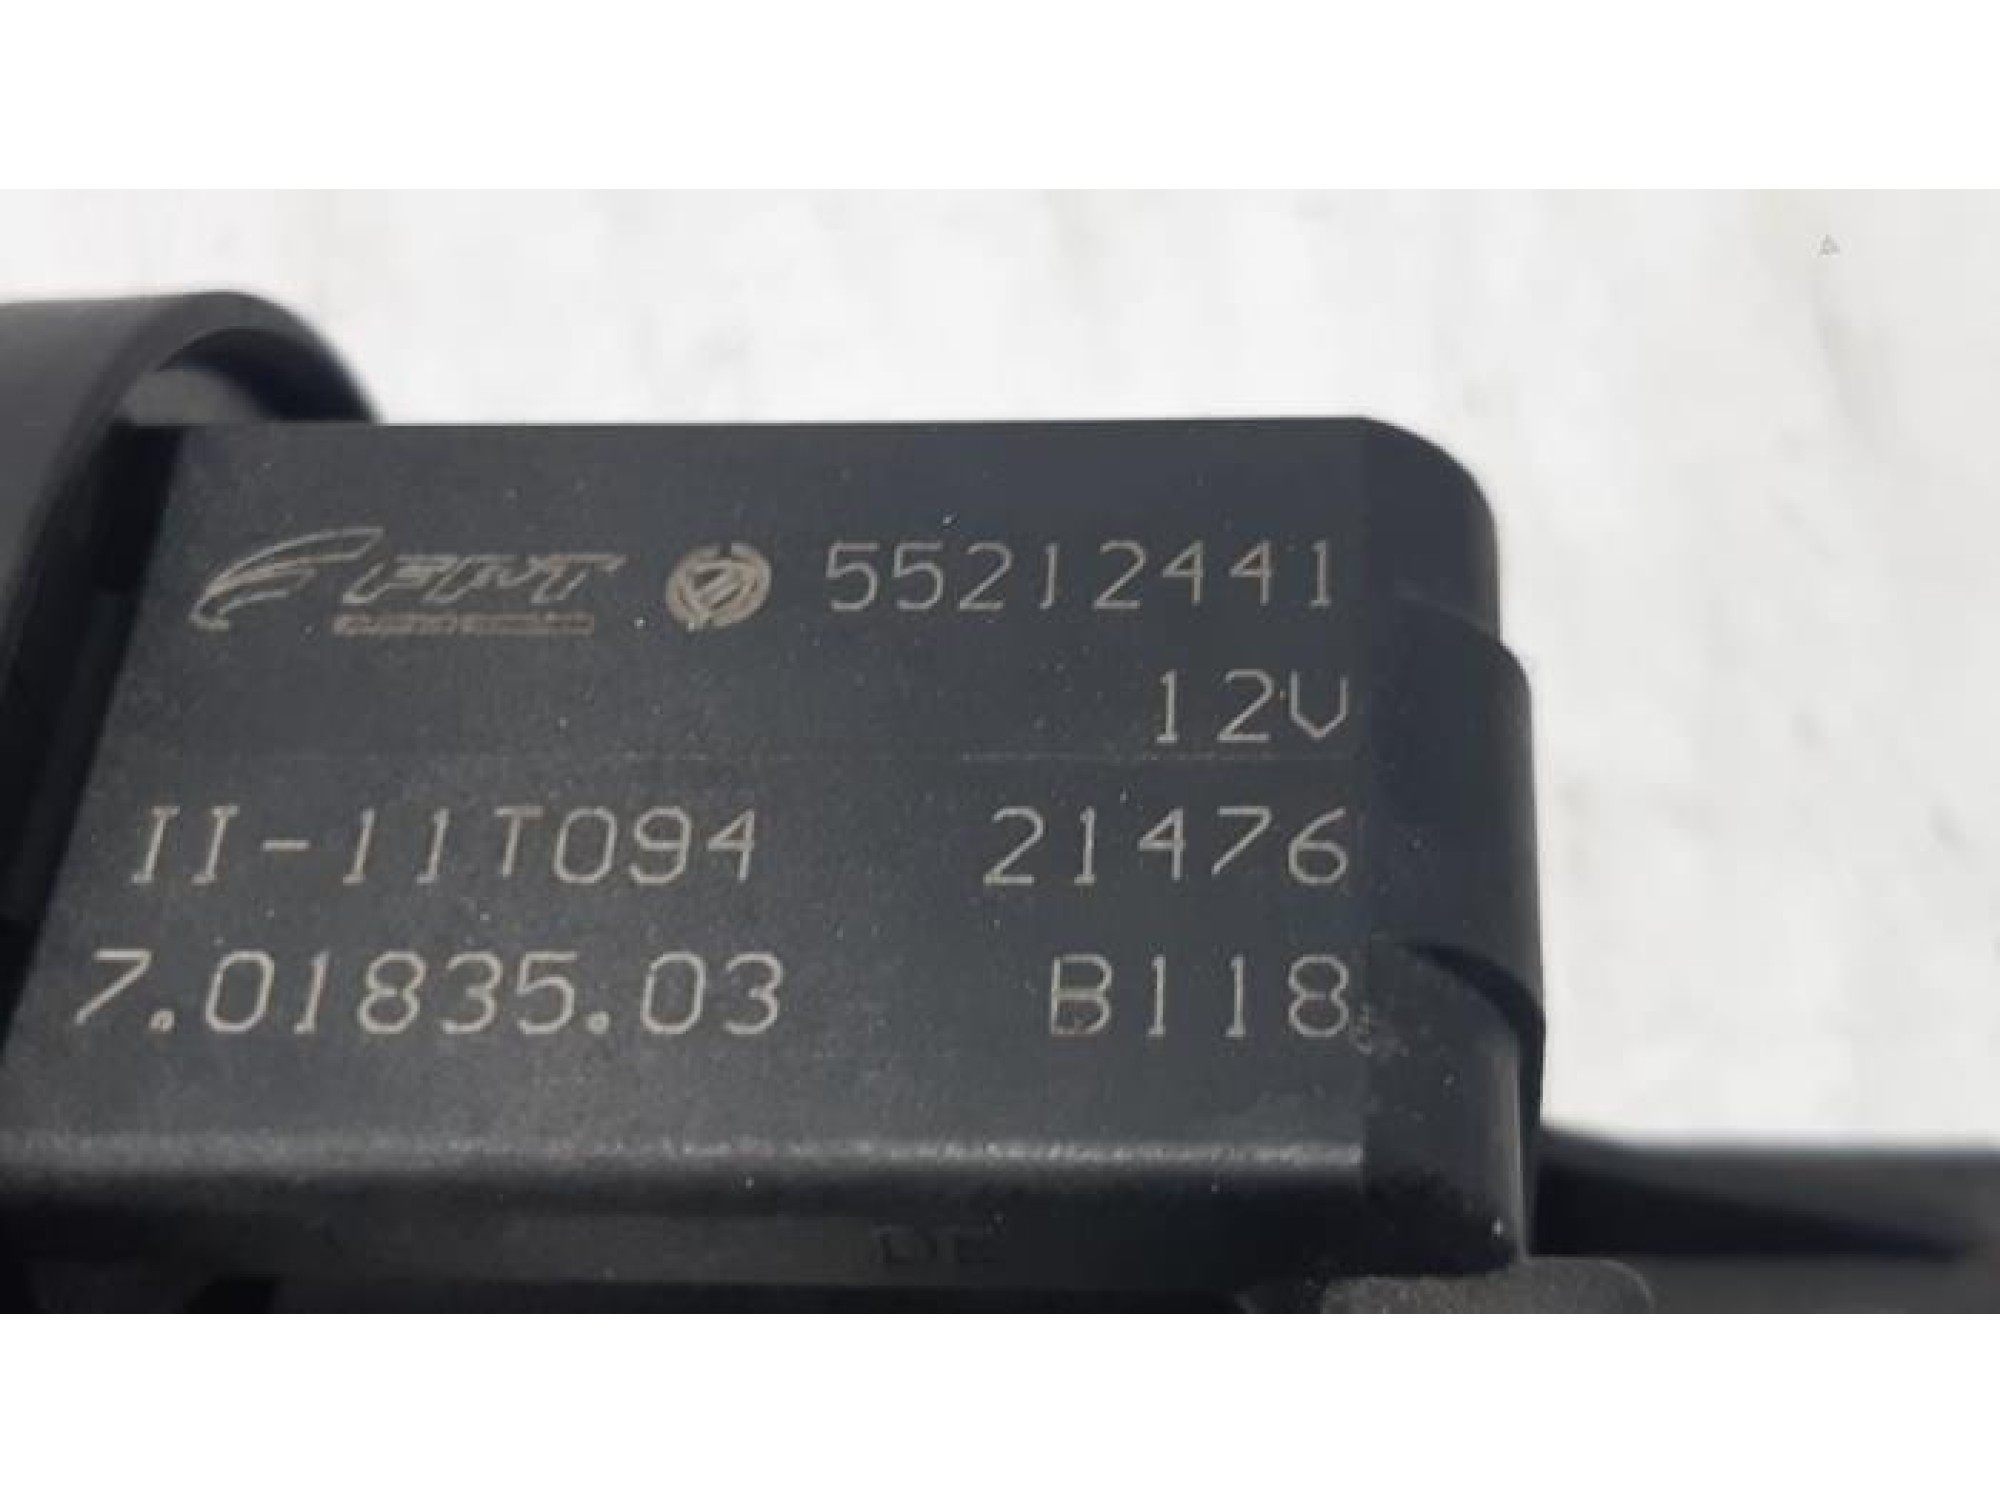 FPT 55212441
12V
II-11T094 21476
7.01835.03 B118